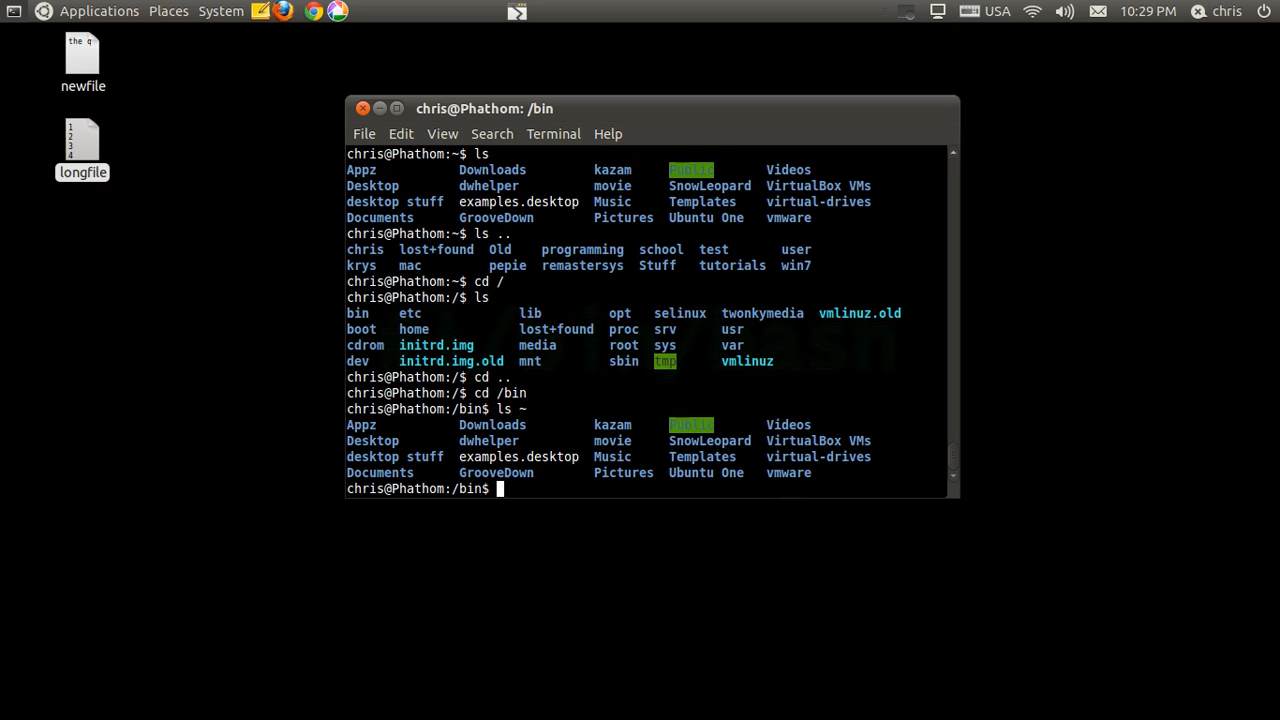 Applications Places System USA 10:29 PM chris
the q
newfile
1
2
3
4
longfile
chris@Phathom: /bin
File Edit View Search Terminal Help
chris@Phathom:~$ ls
Appz Downloads kazam Public Videos
Desktop dwhelper movie SnowLeopard VirtualBox VMs
desktop stuff examples.desktop Music Templates virtual-drives
Documents GrooveDown Pictures Ubuntu One vmware
chris@Phathom:~$ ls ..
chris lost+found Old programming school test user
krys mac pepie remastersys Stuff tutorials win7
chris@Phathom:~$ cd /
chris@Phathom:/$ ls
bin etc lib opt selinux twonkymedia vmlinuz.old
boot home lost+found proc srv usr
cdrom initrd.img media root sys var
dev initrd.img.old mnt sbin tmp vmlinuz
chris@Phathom:/$ cd ..
chris@Phathom:/$ cd /bin
chris@Phathom:/bin$ ls ~
Appz Downloads kazam Public Videos
Desktop dwhelper movie SnowLeopard VirtualBox VMs
desktop stuff examples.desktop Music Templates virtual-drives
Documents GrooveDown Pictures Ubuntu One vmware
chris@Phathom:/bin$